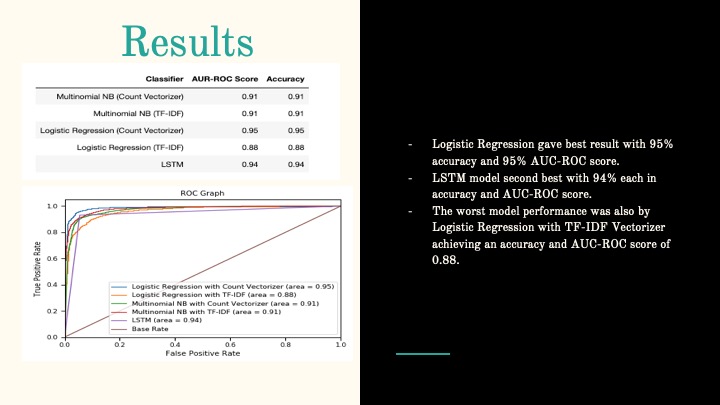 Results
Classifier AUR-ROC Score Accuracy
Multinomial NB (Count Vectorizer) 0.91 0.91
Multinomial NB (TF-IDF) 0.91 0.91
Logistic Regression (Count Vectorizer) 0.95 0.95
Logistic Regression (TF-IDF) 0.88 0.88
LSTM 0.94 0.94
ROC Graph
1.0
0.8
0.6
0.4
0.2
0.0
True Positive Rate
Logistic Regression with Count Vectorizer (area = 0.95)
Logistic Regression with TF-IDF (area = 0.88)
Multinomial NB with Count Vectorizer (area = 0.91)
Multinomial NB with TF-IDF (area = 0.91)
LSTM (area = 0.94)
Base Rate
0.0 0.2 0.4 0.6 0.8 1.0
False Positive Rate
- Logistic Regression gave best result with 95%
accuracy and 95% AUC-ROC score.
- LSTM model second best with 94% each in
accuracy and AUC-ROC score.
- The worst model performance was also by
Logistic Regression with TF-IDF Vectorizer
achieving an accuracy and AUC-ROC score of
0.88.